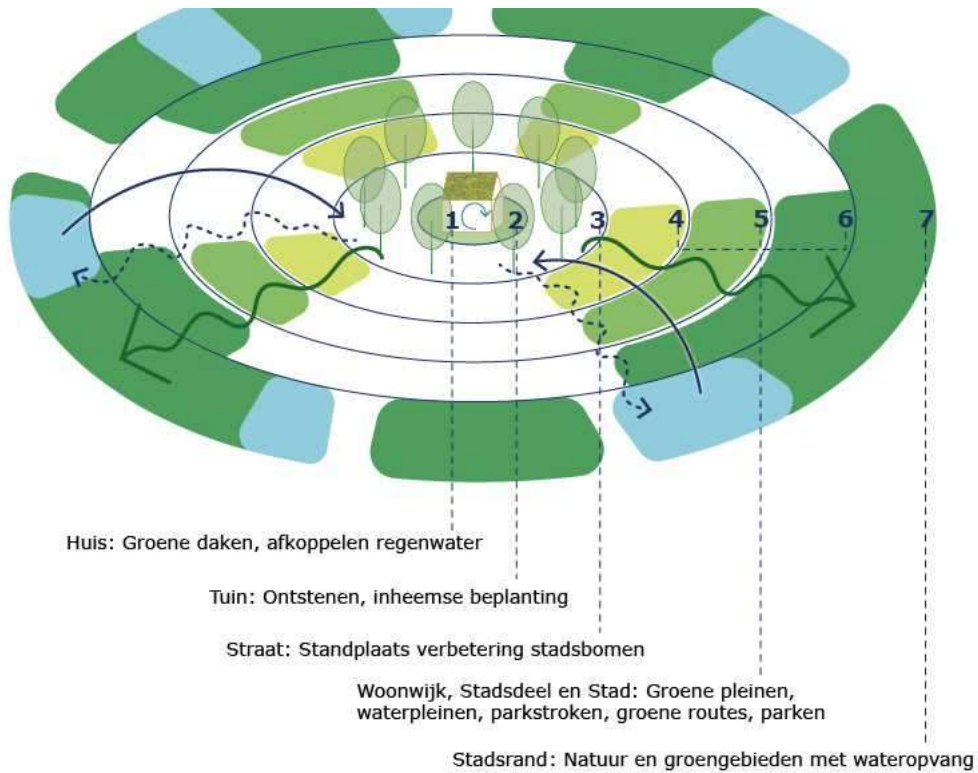 1 2 3 4 5 6 7
Huis: Groene daken, afkoppelen regenwater
Tuin: Ontstenen, inheemse beplanting
Straat: Standplaats verbetering stadsbomen
Woonwijk, Stadsdeel en Stad: Groene pleinen,
waterpleinen, parkstroken, groene routes, parken
Stadsrand: Natuur en groengebieden met wateropvang